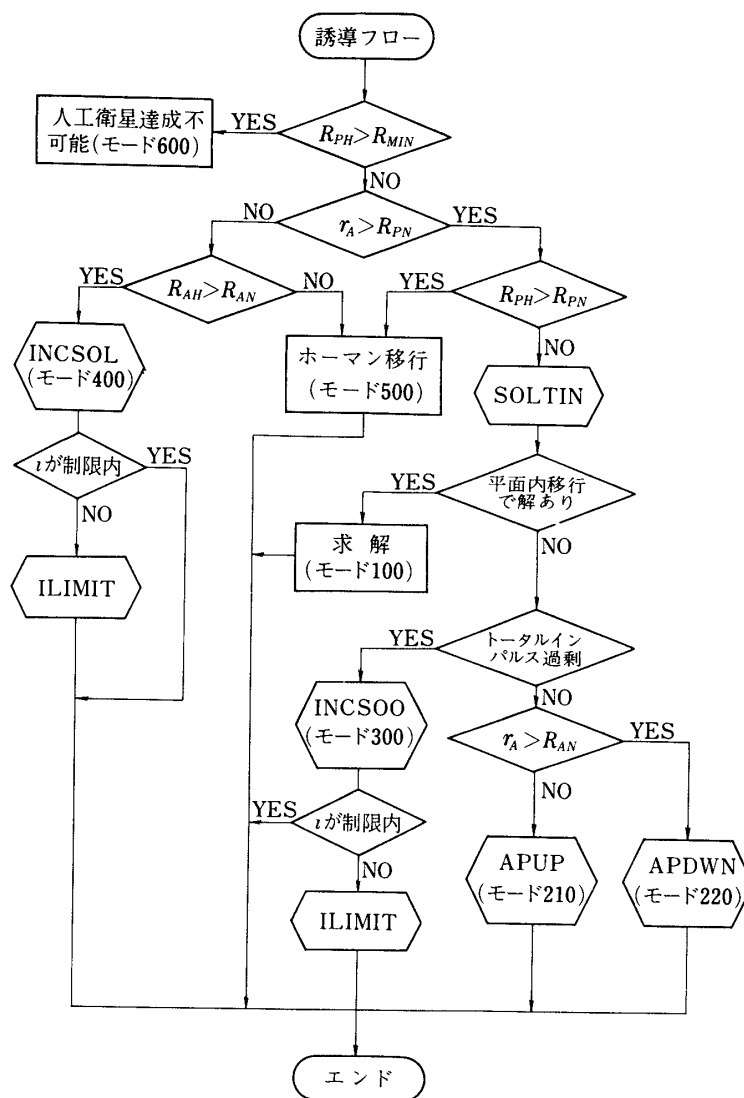 誘導フロー
人工衛星達成不
可能(モード600)
YES
R_PH>R_MIN
NO
NO
r_A>R_PN
YES
YES
R_AH>R_AN
NO
YES
R_PH>R_PN
NO
INCSOL
(モード400)
ホーマン移行
(モード500)
SOLTIN
ιが制限内
YES
NO
YES
平面内移行
で解あり
NO
求 解
(モード100)
ILIMIT
YES
トータルイン
パルス過剰
NO
INCSOO
(モード300)
r_A>R_AN
YES
NO
YES
ιが制限内
NO
APUP
(モード210)
APDWN
(モード220)
ILIMIT
エンド